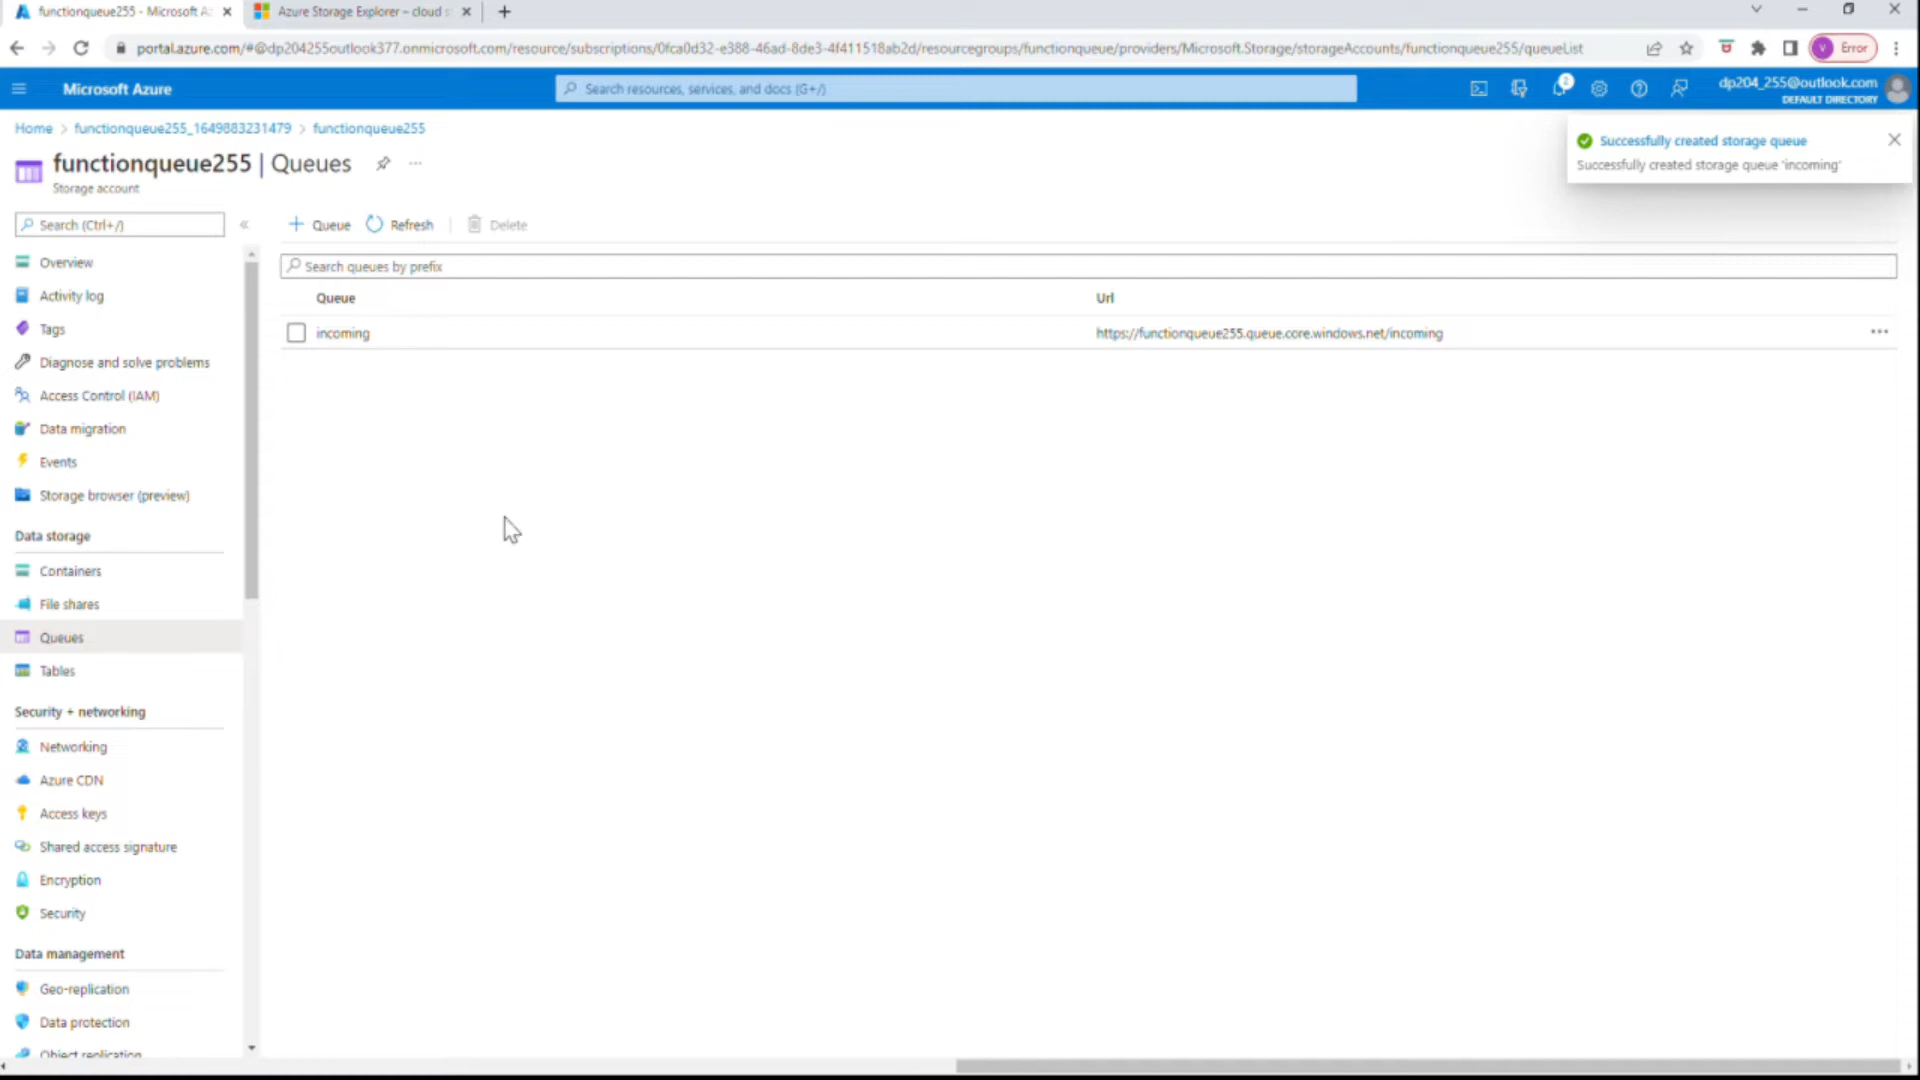 functionqueue255 - Microsoft A
Azure Storage Explorer – cloud s
portal.azure.com/#@dp204255outlook377.onmicrosoft.com/resource/subscriptions/0fca0d32-e388-46ad-8de3-4f411518ab2d/resourcegroups/functionqueue/providers/Microsoft.Storage/storageAccounts/functionqueue255/queueList
V Error
Microsoft Azure
Search resources, services, and docs (G+/)
2
dp204_255@outlook.com
DEFAULT DIRECTORY
Home > functionqueue255_1649883231479 > functionqueue255
functionqueue255 | Queues
Storage account
Successfully created storage queue
Successfully created storage queue 'incoming'
Search (Ctrl+/)
Overview
Activity log
Tags
Diagnose and solve problems
Access Control (IAM)
Data migration
Events
Storage browser (preview)
Data storage
Containers
File shares
Queues
Tables
Security + networking
Networking
Azure CDN
Access keys
Shared access signature
Encryption
Security
Data management
Geo-replication
Data protection
Object replication
Queue Refresh Delete
Search queues by prefix
Queue Url
incoming https://functionqueue255.queue.core.windows.net/incoming